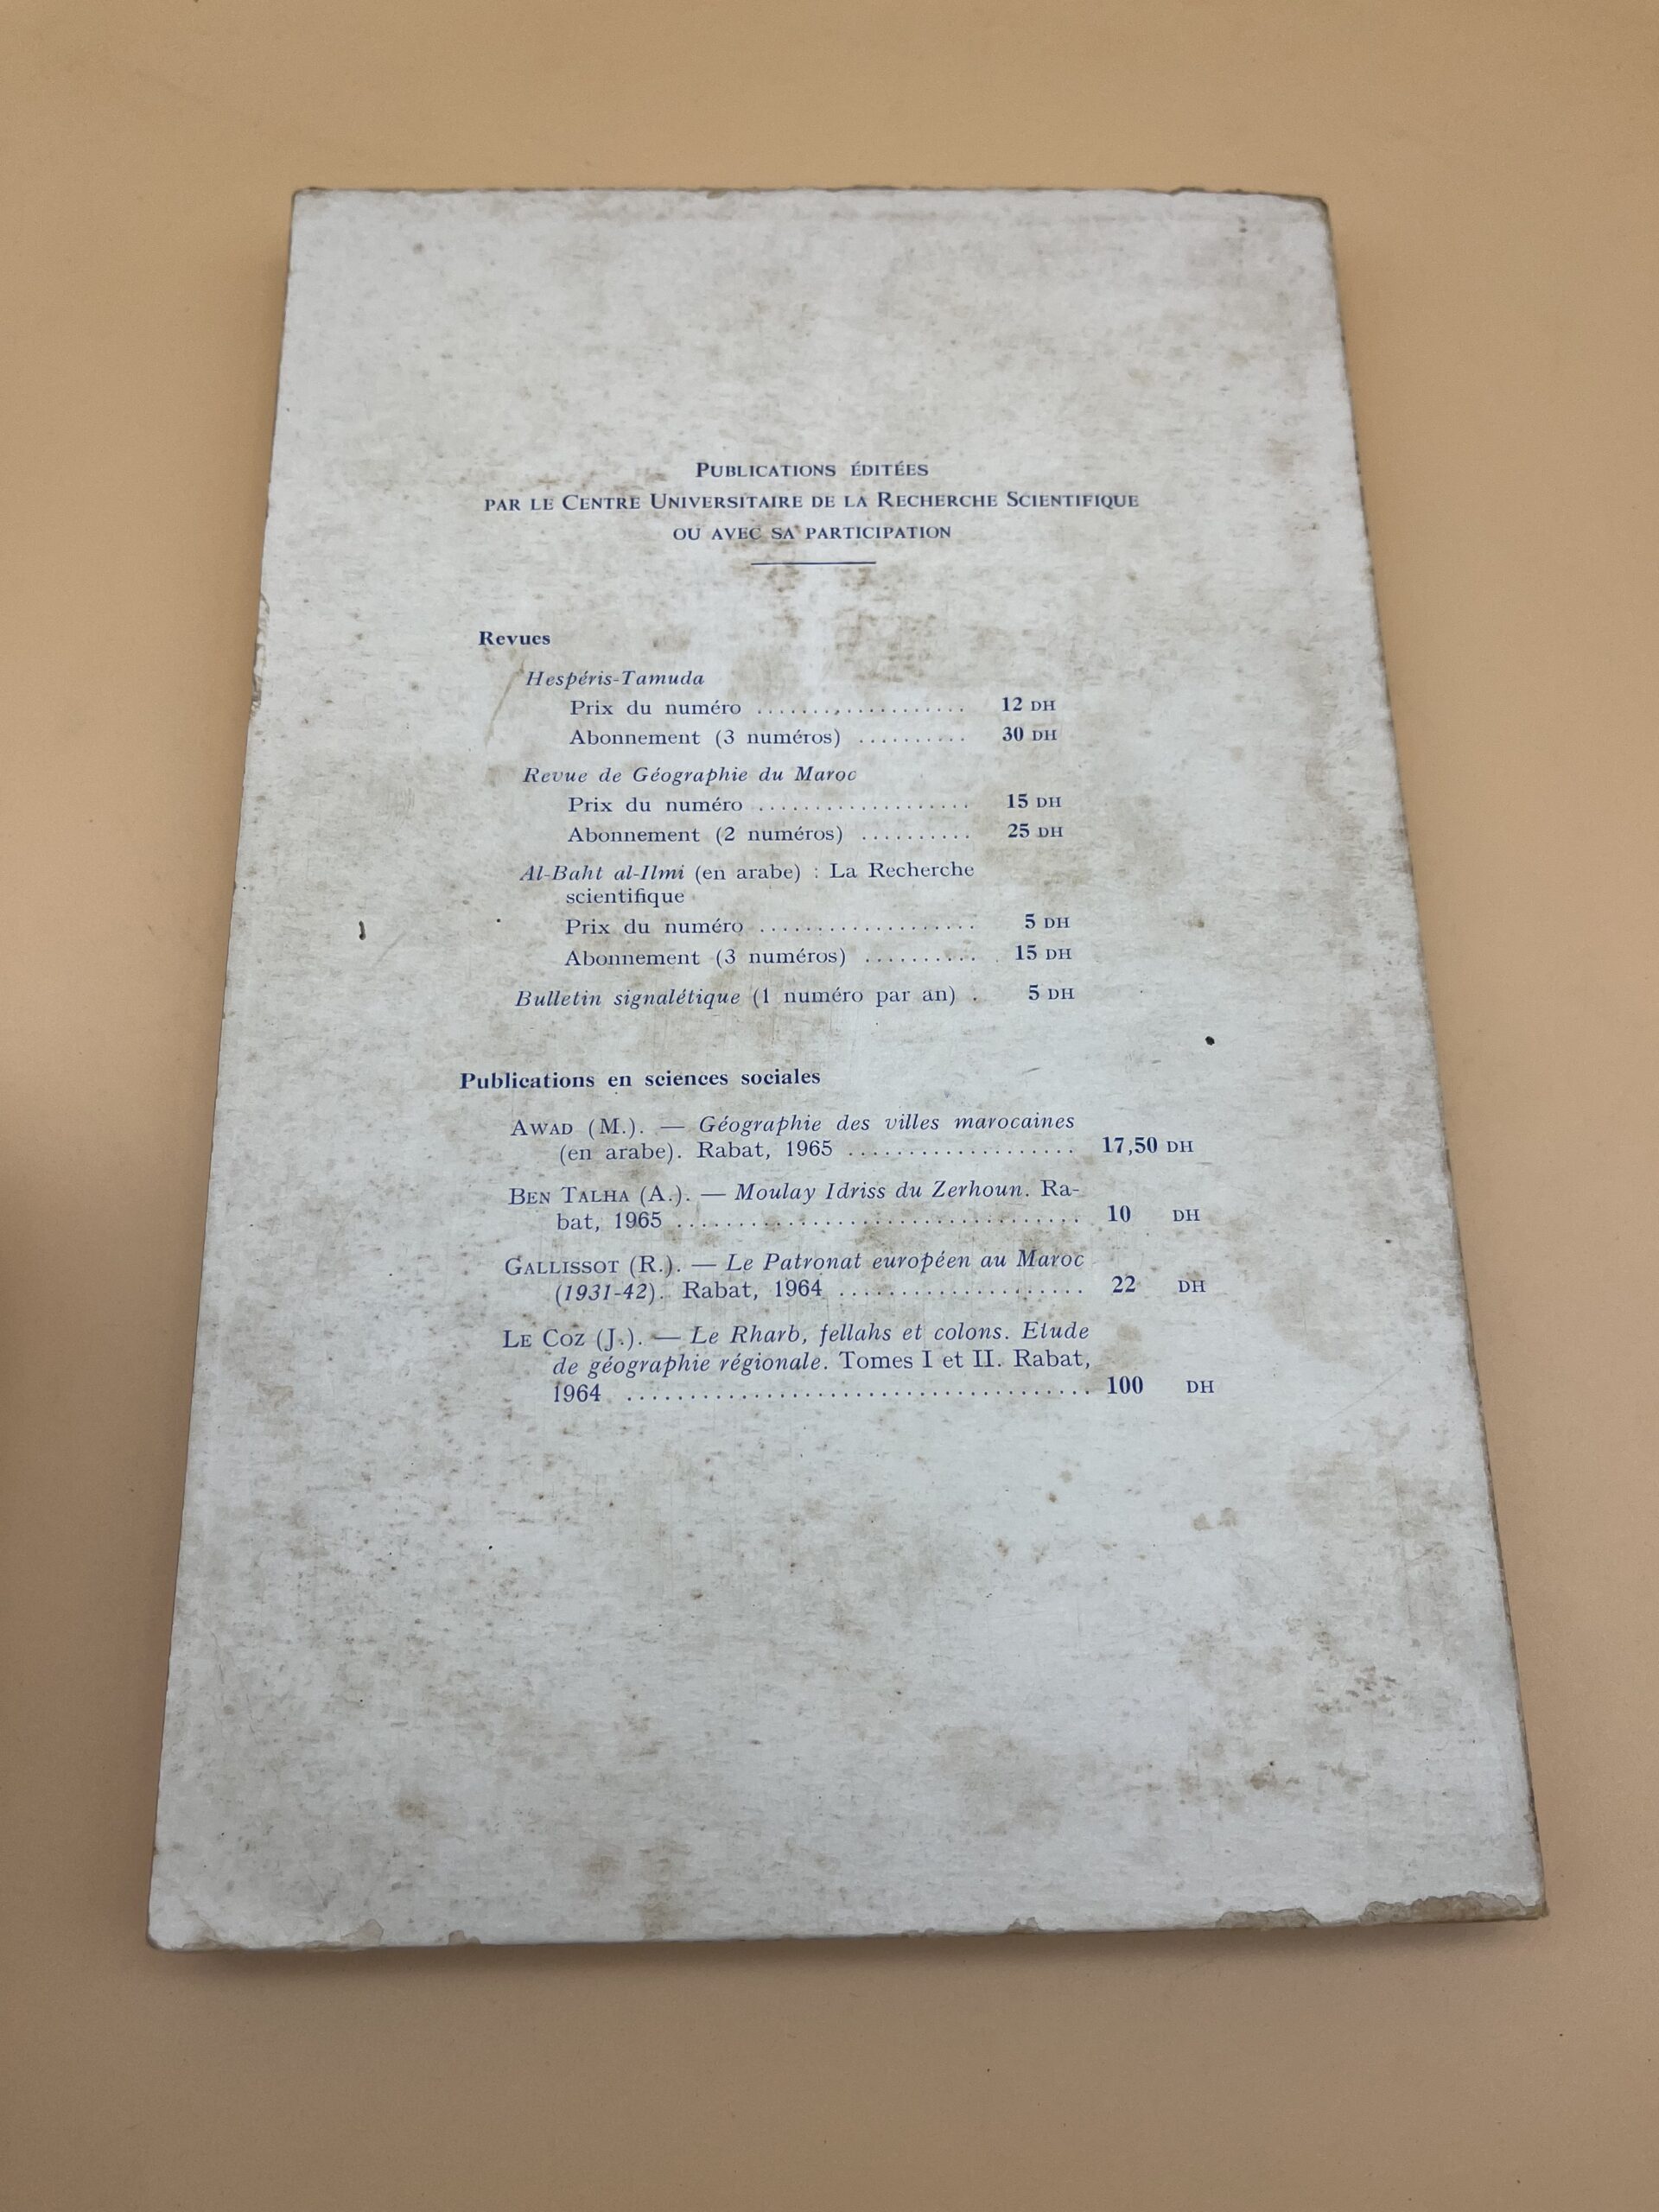 PUBLICATIONS ÉDITÉES
PAR LE CENTRE UNIVERSITAIRE DE LA RECHERCHE SCIENTIFIQUE
OU AVEC SA PARTICIPATION
Revues
Hespéris-Tamuda
Prix du numéro .................... 12 DH
Abonnement (3 numéros) .......... 30 DH
Revue de Géographie du Maroc
Prix du numéro ................... 15 DH
Abonnement (2 numéros) .......... 25 DH
Al-Baht al-Ilmi (en arabe) : La Recherche
scientifique
Prix du numéro ................... 5 DH
Abonnement (3 numéros) .......... 15 DH
Bulletin signalétique (1 numéro par an) . 5 DH
Publications en sciences sociales
AWAD (M.). — Géographie des villes marocaines
(en arabe). Rabat, 1965 ................... 17,50 DH
BEN TALHA (A.). — Moulay Idriss du Zerhoun. Ra-
bat, 1965 ................................. 10 DH
GALLISSOT (R.). — Le Patronat européen au Maroc
(1931-42). Rabat, 1964 .................... 22 DH
LE COZ (J.). — Le Rharb, fellahs et colons. Etude
de géographie régionale. Tomes I et II. Rabat,
1964 ..................................... 100 DH